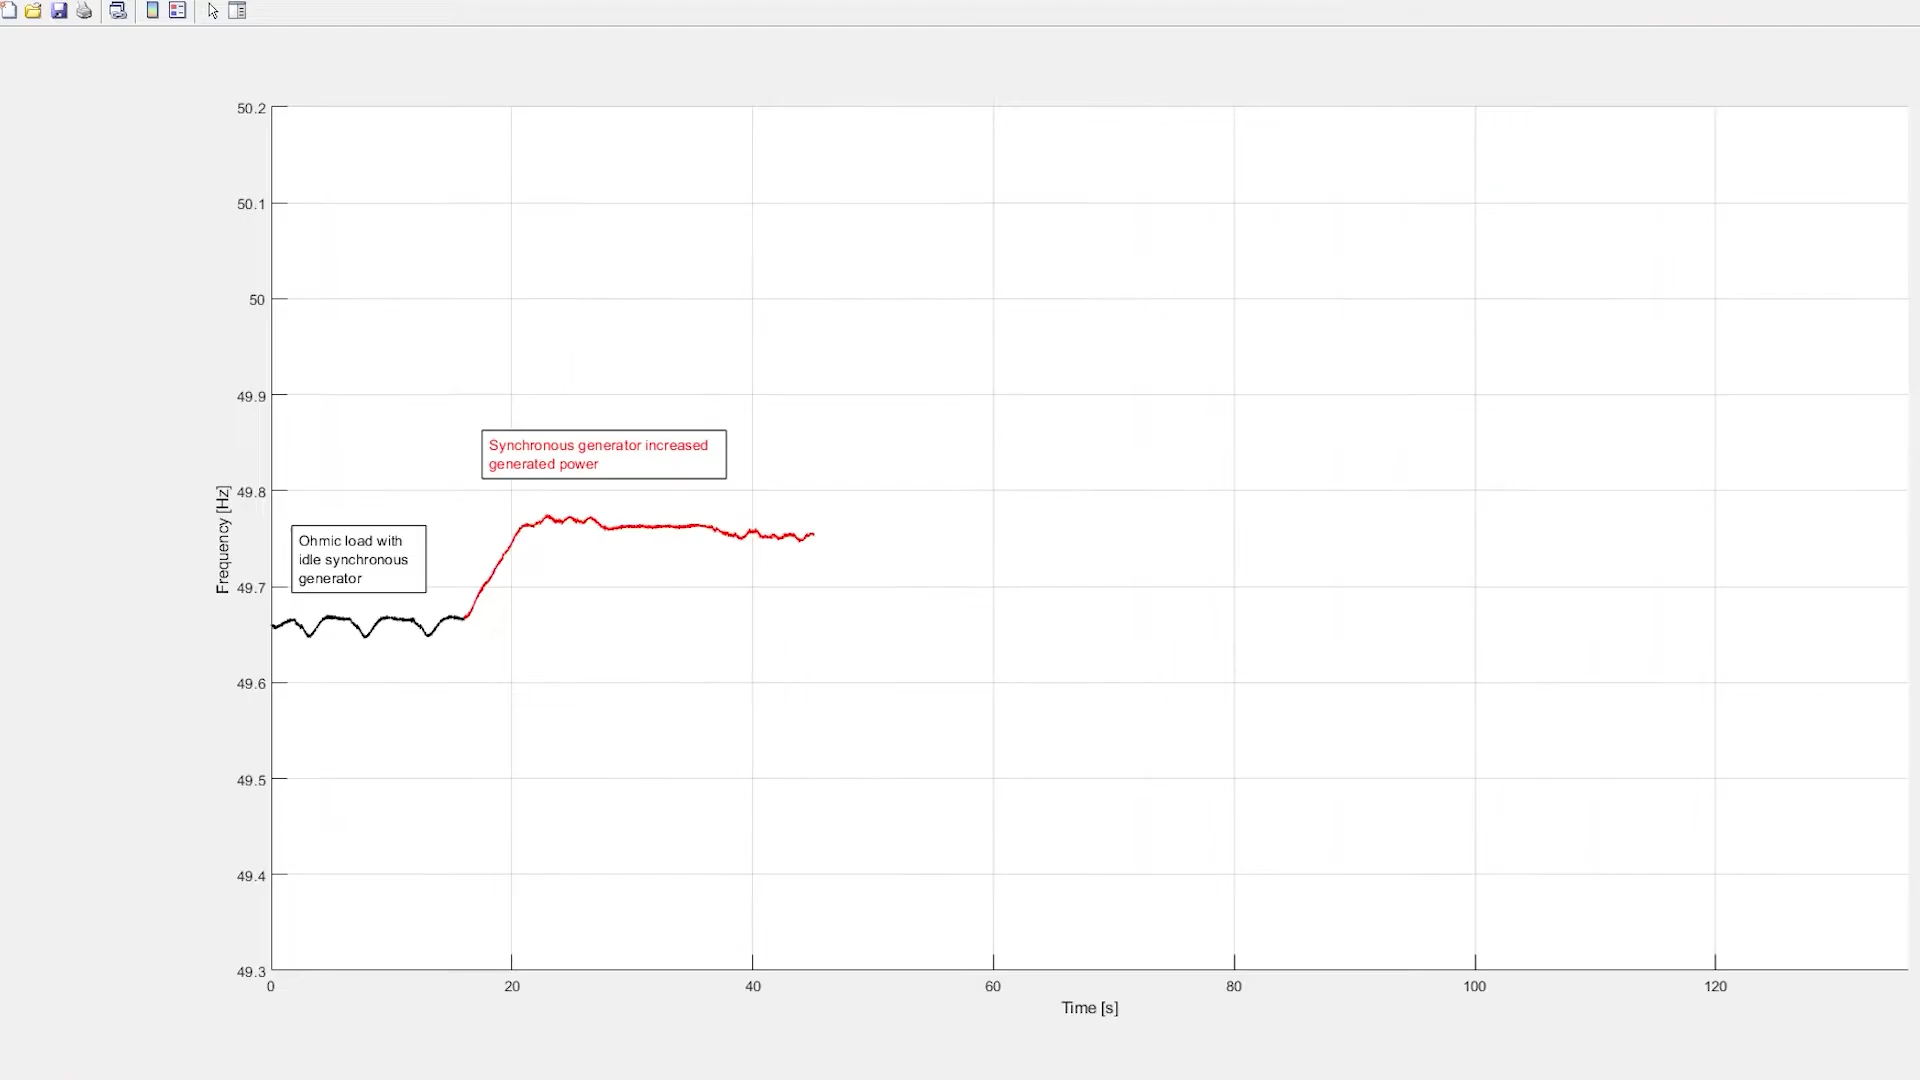 50.2
50.1
50
49.9
Synchronous generator increased
generated power
49.8
Frequency [Hz]
Ohmic load with
idle synchronous
generator
49.7
49.6
49.5
49.4
49.3
0 20 40 60 80 100 120
Time [s]